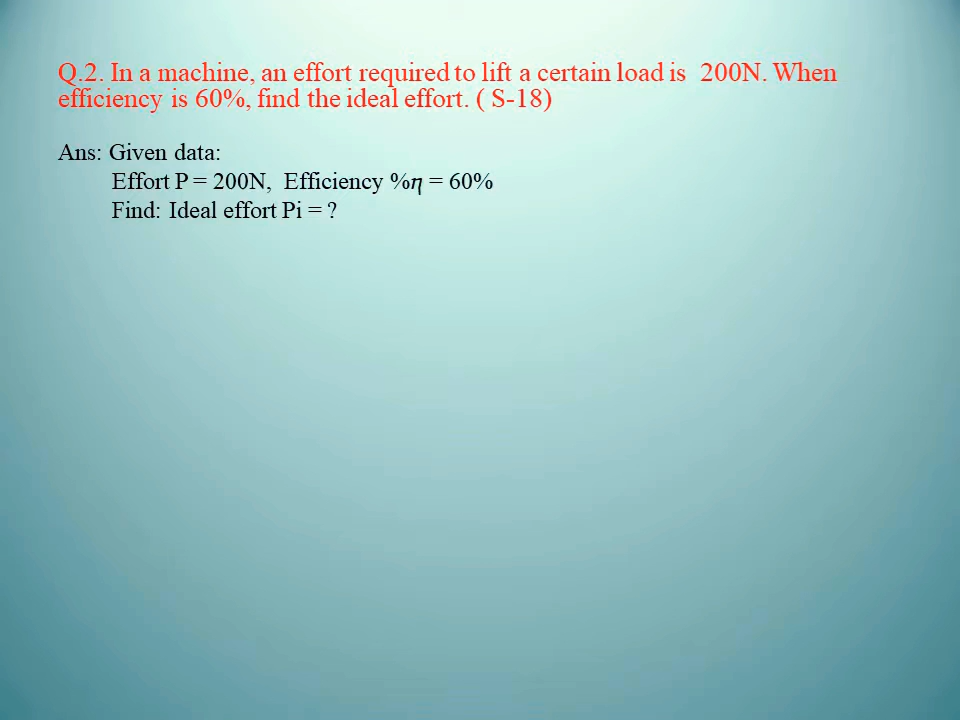 Q.2. In a machine, an effort required to lift a certain load is  200N. When
efficiency is 60%, find the ideal effort. ( S-18)
Ans: Given data:
Effort P = 200N,  Efficiency %𝜂 = 60%
Find: Ideal effort Pi = ?